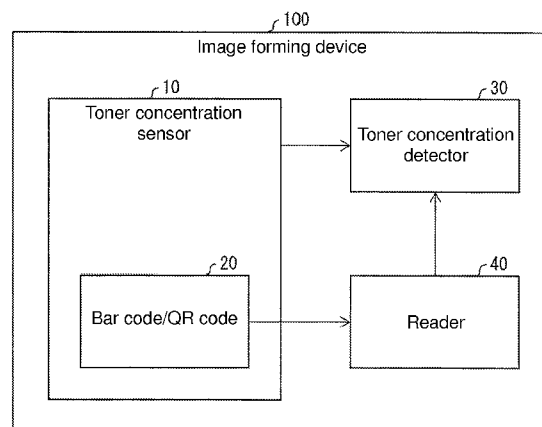 100
Image forming device
10
Toner concentration
sensor
30
Toner concentration
detector
20
Bar code/QR code
40
Reader